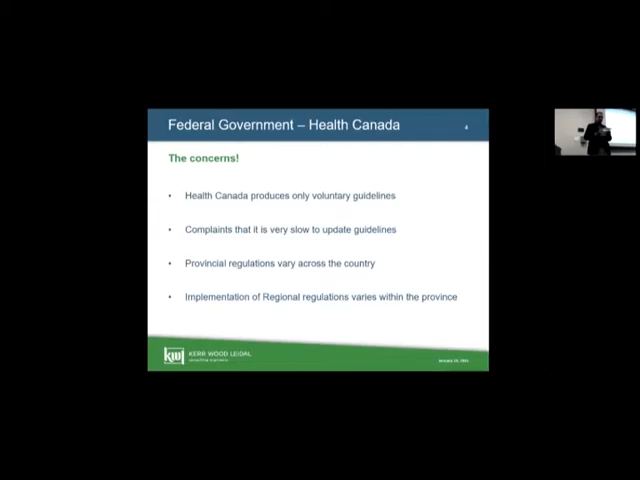 Federal Government – Health Canada
4
The concerns!
• Health Canada produces only voluntary guidelines
• Complaints that it is very slow to update guidelines
• Provincial regulations vary across the country
• Implementation of Regional regulations varies within the province
kwl
KERR WOOD LEIDAL
consulting engineers